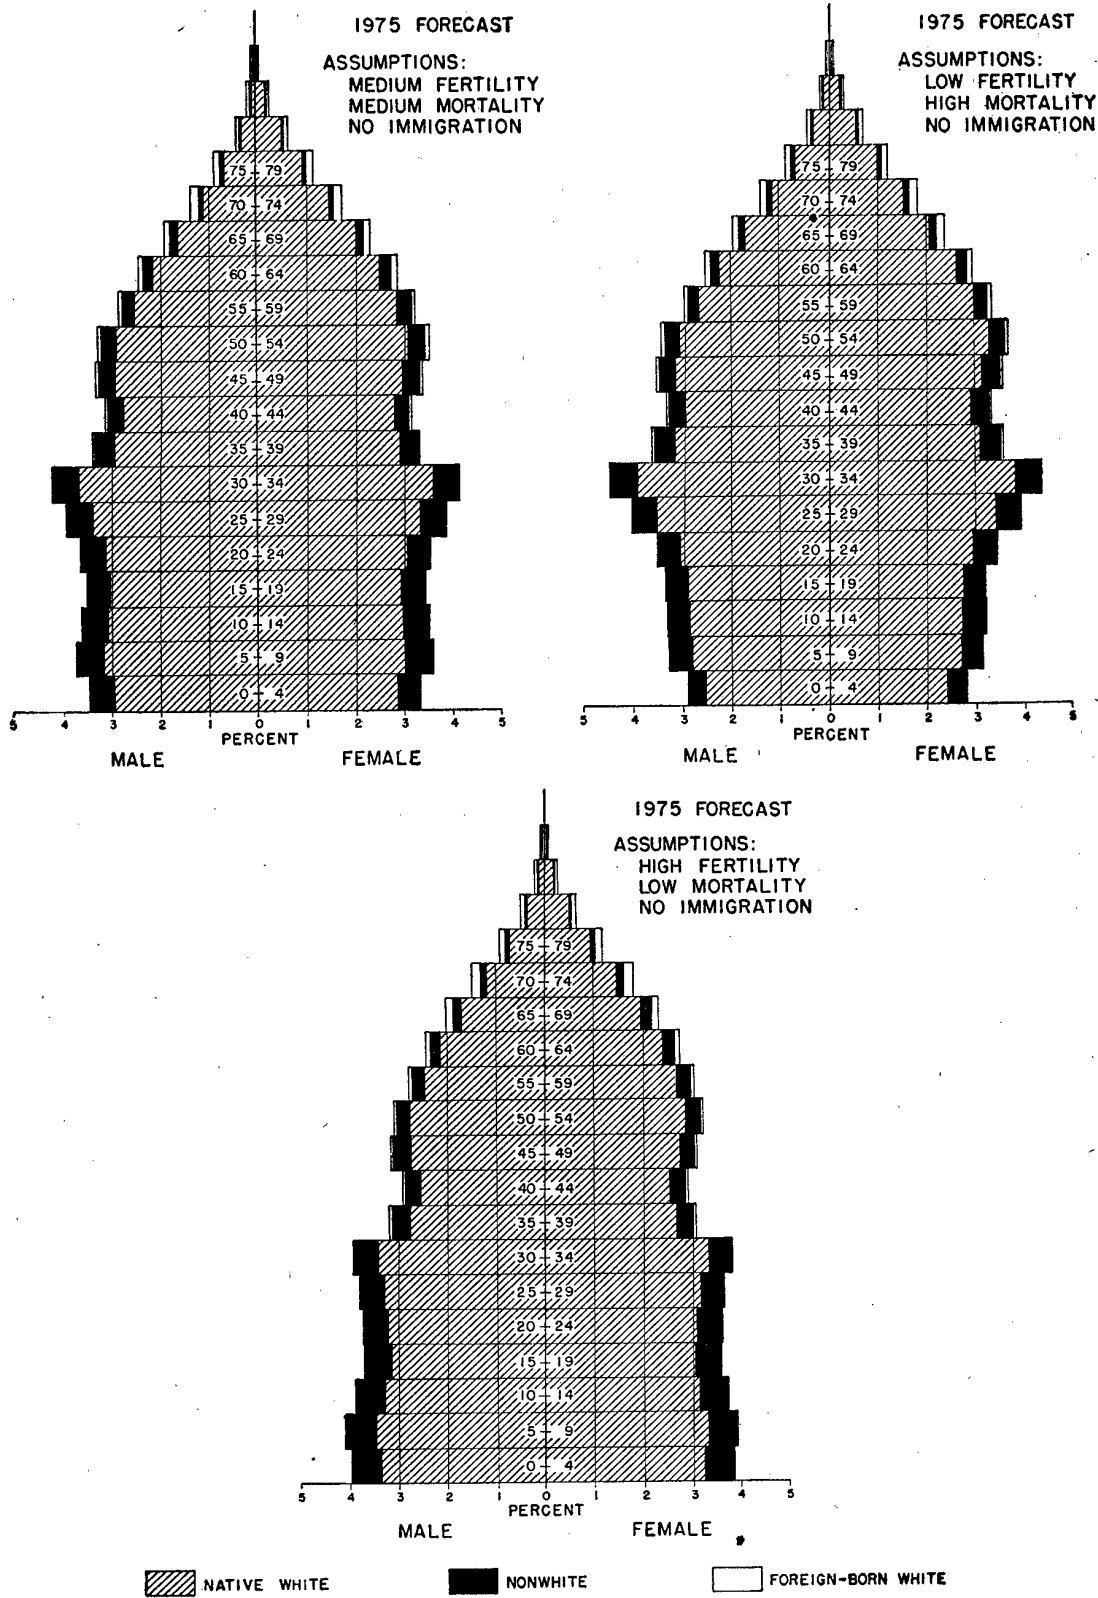 1975 FORECAST
ASSUMPTIONS:
MEDIUM FERTILITY
MEDIUM MORTALITY
NO IMMIGRATION
75 79
70 74
65 69
60 64
55 59
50 54
45 49
40 44
35 39
30 34
25 29
20 24
15 19
10 14
5 9
0 4
5 4 3 2 1 0 1 2 3 4 5
PERCENT
MALE FEMALE
1975 FORECAST
ASSUMPTIONS:
LOW FERTILITY
HIGH MORTALITY
NO IMMIGRATION
75 79
70 74
65 69
60 64
55 59
50 54
45 49
40 44
35 39
30 34
25 29
20 24
15 19
10 14
5 9
0 4
5 4 3 2 1 0 1 2 3 4 5
PERCENT
MALE FEMALE
1975 FORECAST
ASSUMPTIONS:
HIGH FERTILITY
LOW MORTALITY
NO IMMIGRATION
75 79
70 74
65 69
60 64
55 59
50 54
45 49
40 44
35 39
30 34
25 29
20 24
15 19
10 14
5 9
0 4
5 4 3 2 1 0 1 2 3 4 5
PERCENT
MALE FEMALE
NATIVE WHITE NONWHITE FOREIGN-BORN WHITE